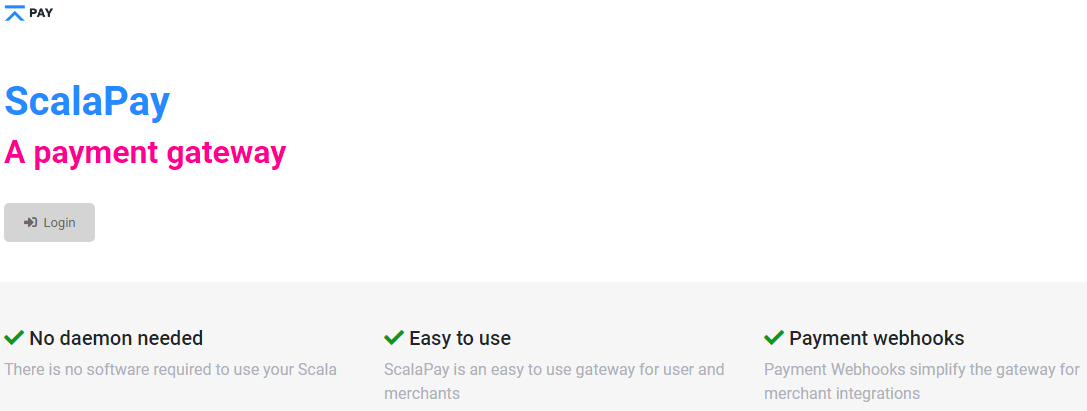 PAY
ScalaPay
A payment gateway
Login
No daemon needed
There is no software required to use your Scala
Easy to use
ScalaPay is an easy to use gateway for user and
merchants
Payment webhooks
Payment Webhooks simplify the gateway for
merchant integrations